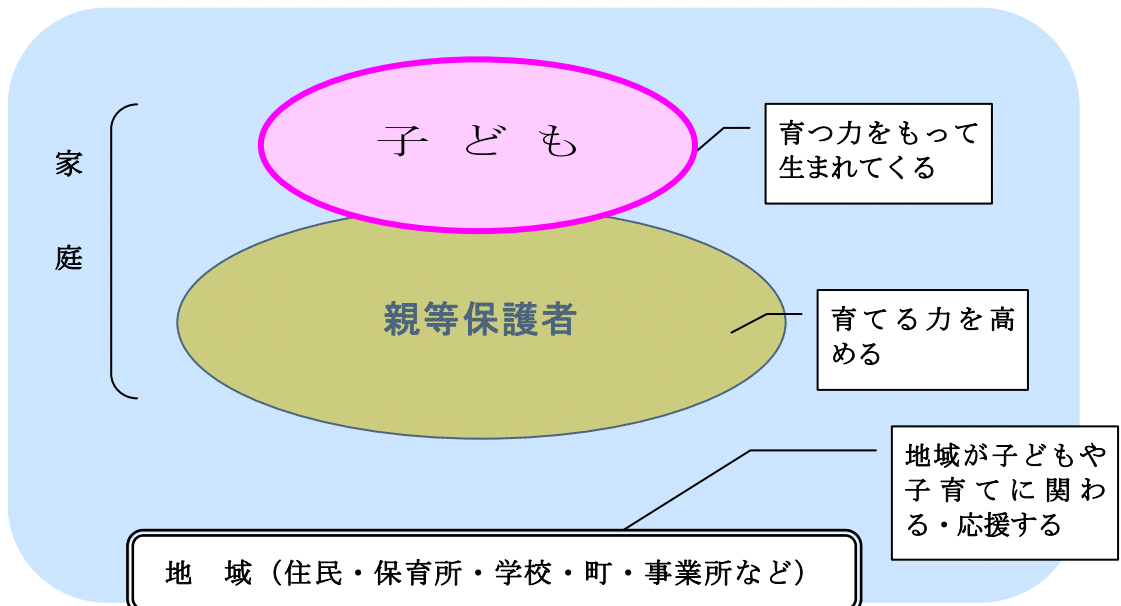 子ども
育つ力をもって
生まれてくる
家
庭
親等保護者
育てる力を高
める
地域が子どもや
子育てに関わ
る・応援する
地　域（住民・保育所・学校・町・事業所など）